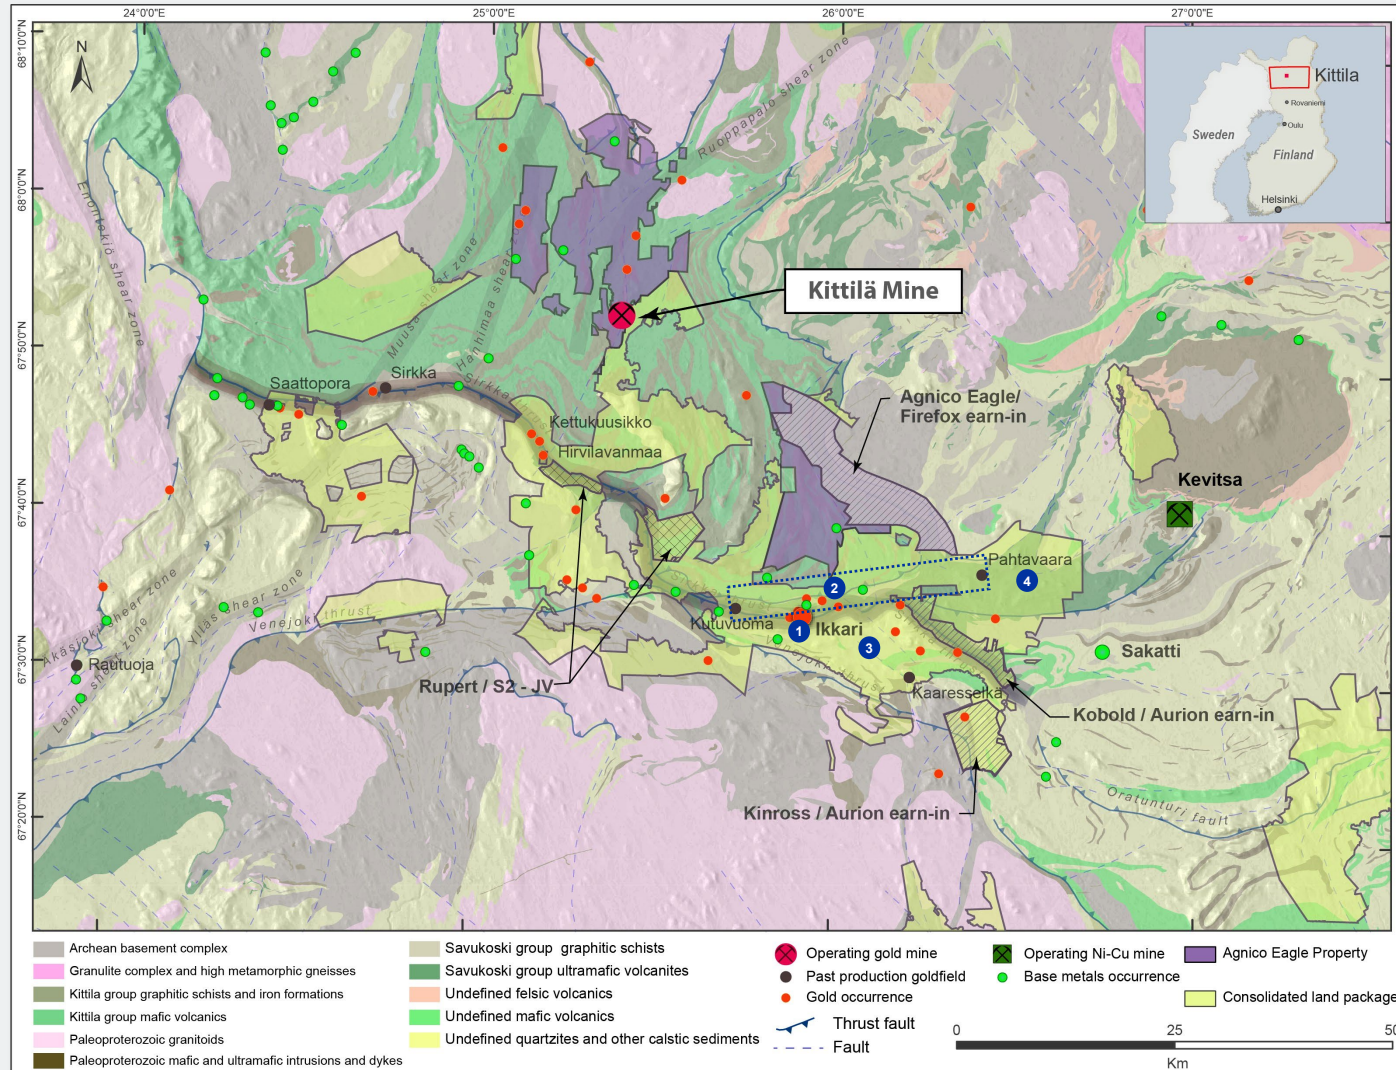 24°0'0"E
25°0'0"E
26°0'0"E
27°0'0"E
68°10'0"N
68°0'0"N
67°50'0"N
67°40'0"N
67°30'0"N
67°20'0"N
N
Kittila
Rovaniemi
Oulu
Sweden
Finland
Helsinki
Enontekiö shear zone
Ruoppapalo shear zone
Muusa shear zone
Hanhimaa shear zone
Kittilä Mine
Saattopora
Sirkka
Sirkka
Kettukuusikko
Hirvilavanmaa
Agnico Eagle/
Firefox earn-in
Kevitsa
Pahtavaara
4
2
Kutuvuoma
1
Ikkari
3
Sakatti
Kaaresselkä
Venejoki thrust
Venejoki thrust
Akäsjoki shear zone
Ylläs shear zone
Lainio shear zone
Rautuoja
Rupert / S2 - JV
Kobold / Aurion earn-in
Kinross / Aurion earn-in
Oratunturi fault
Archean basement complex
Granulite complex and high metamorphic gneisses
Kittila group graphitic schists and iron formations
Kittila group mafic volcanics
Paleoproterozoic granitoids
Paleoproterozoic mafic and ultramafic intrusions and dykes
Savukoski group graphitic schists
Savukoski group ultramafic volcanites
Undefined felsic volcanics
Undefined mafic volcanics
Undefined quartzites and other calstic sediments
Operating gold mine
Past production goldfield
Gold occurrence
Thrust fault
Fault
Operating Ni-Cu mine
Base metals occurrence
Agnico Eagle Property
Consolidated land package
0
25
50
Km